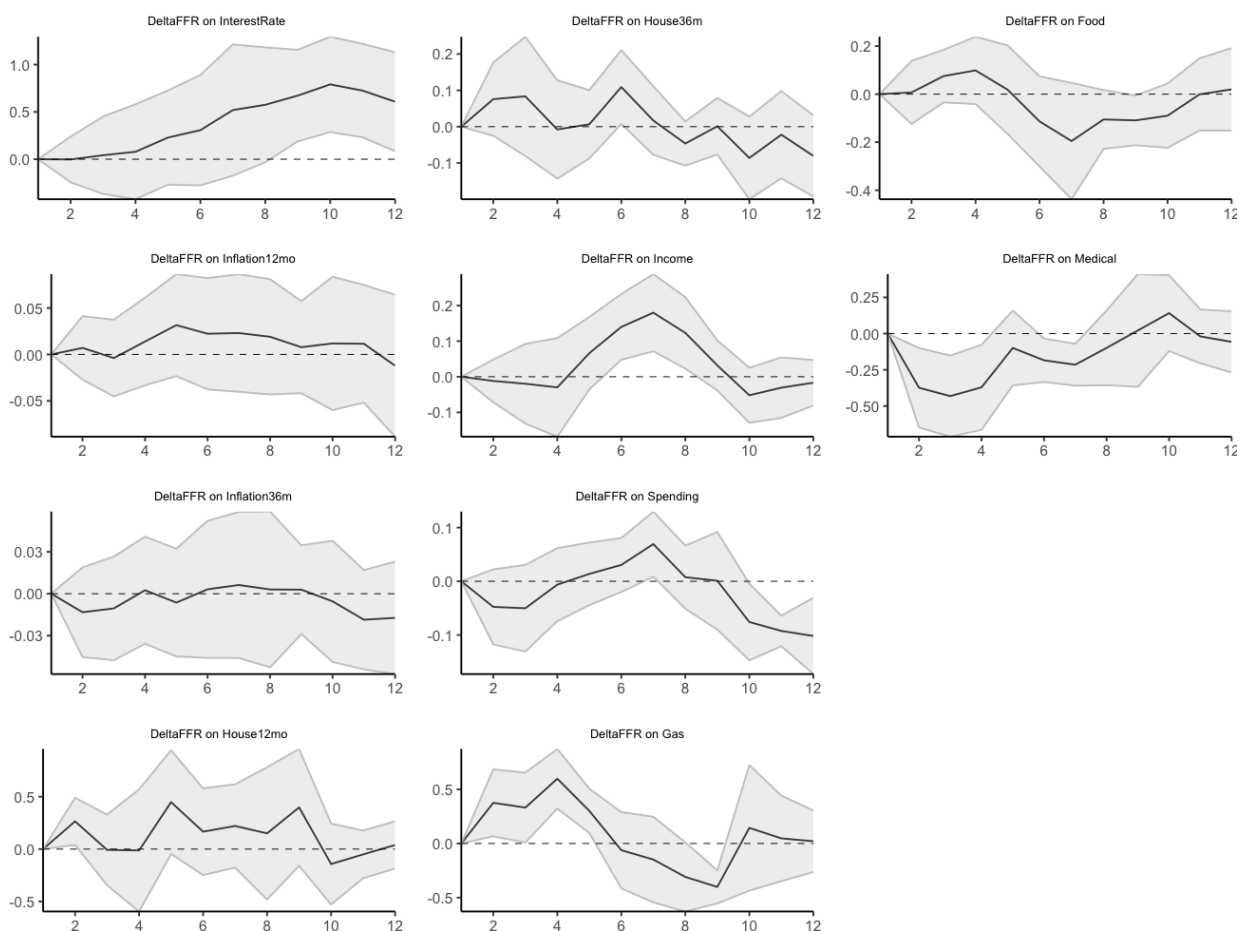 DeltaFFR on InterestRate
1.0
0.5
0.0
2 4 6 8 10 12
DeltaFFR on House36m
0.2
0.1
0.0
-0.1
2 4 6 8 10 12
DeltaFFR on Food
0.2
0.0
-0.2
-0.4
2 4 6 8 10 12
DeltaFFR on Inflation12mo
0.05
0.00
-0.05
2 4 6 8 10 12
DeltaFFR on Income
0.2
0.1
0.0
-0.1
2 4 6 8 10 12
DeltaFFR on Medical
0.25
0.00
-0.25
-0.50
2 4 6 8 10 12
DeltaFFR on Inflation36m
0.03
0.00
-0.03
2 4 6 8 10 12
DeltaFFR on Spending
0.1
0.0
-0.1
2 4 6 8 10 12
DeltaFFR on House12mo
0.5
0.0
-0.5
2 4 6 8 10 12
DeltaFFR on Gas
0.5
0.0
-0.5
2 4 6 8 10 12